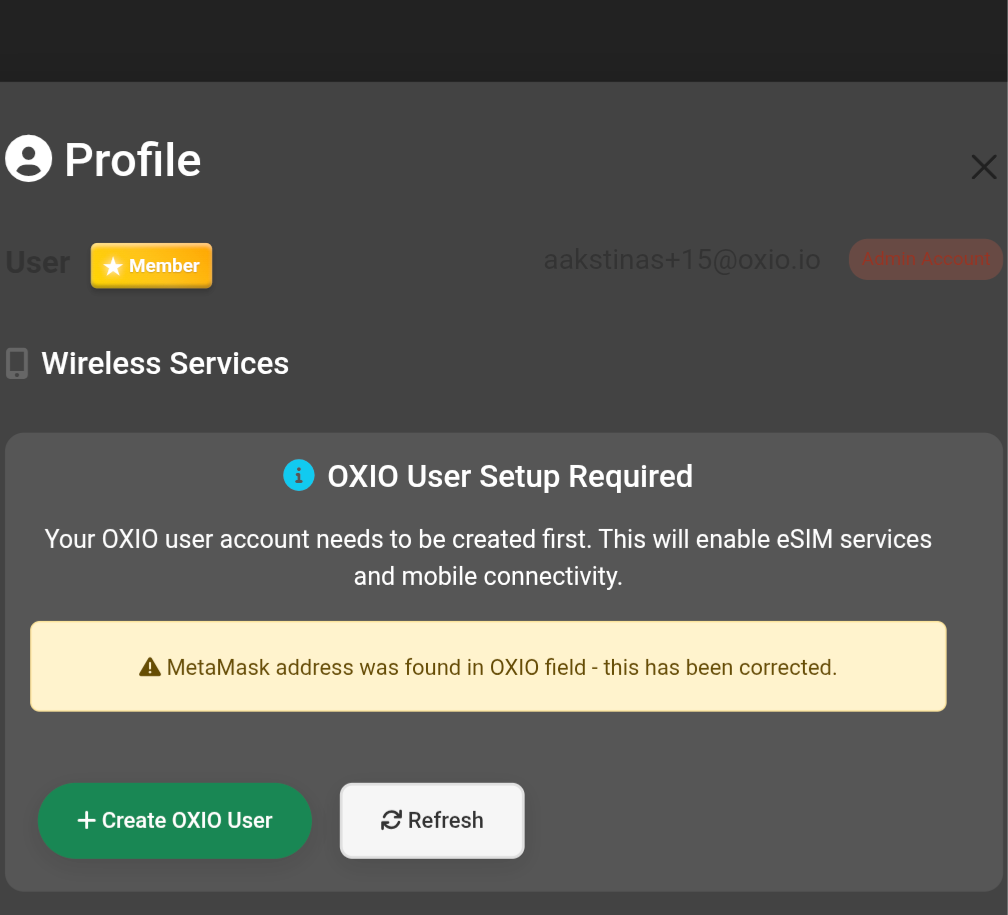 Profile
User
Member
aakstinas+15@oxio.io
Admin Account
Wireless Services
OXIO User Setup Required
Your OXIO user account needs to be created first. This will enable eSIM services
and mobile connectivity.
MetaMask address was found in OXIO field - this has been corrected.
Create OXIO User
Refresh